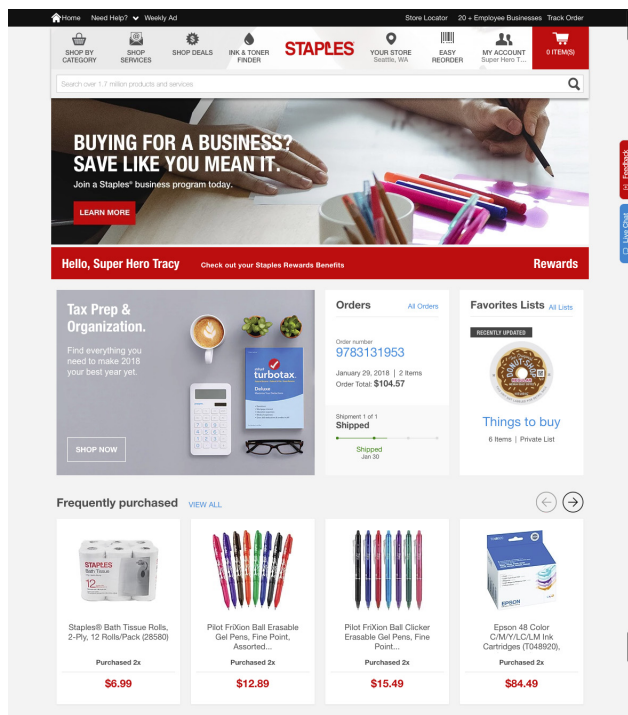 Home Need Help? Weekly Ad Store Locator 20 + Employee Businesses Track Order
SHOP BY CATEGORY
SHOP SERVICES
SHOP DEALS
INK & TONER FINDER
STAPLES
YOUR STORE
Seattle, WA
EASY REORDER
MY ACCOUNT
Super Hero T...
0 ITEM(S)
Search over 1.7 million products and services
BUYING FOR A BUSINESS?
SAVE LIKE YOU MEAN IT.
Join a Staples® business program today.
LEARN MORE
Feedback
Live Chat
Hello, Super Hero Tracy Check out your Staples Rewards Benefits Rewards
Tax Prep &
Organization.
Find everything you
need to make 2018
your best year yet.
SHOP NOW
intuit
turbotax.
Deluxe
Orders All Orders
Order number
9783131953
January 29, 2018 | 2 Items
Order Total: $104.57
Shipment 1 of 1
Shipped
Shipped
Jan 30
Favorites Lists All Lists
RECENTLY UPDATED
DONUT SHOP
Things to buy
6 Items | Private List
Frequently purchased VIEW ALL
STAPLES
Bath Tissue
12
Staples® Bath Tissue Rolls,
2-Ply, 12 Rolls/Pack (28580)
Purchased 2x
$6.99
Pilot FriXion Ball Erasable
Gel Pens, Fine Point,
Assorted...
Purchased 2x
$12.89
Pilot FriXion Ball Clicker
Erasable Gel Pens, Fine
Point...
Purchased 2x
$15.49
EPSON
Epson 48 Color
C/M/Y/LC/LM Ink
Cartridges (T048920),
Purchased 2x
$84.49